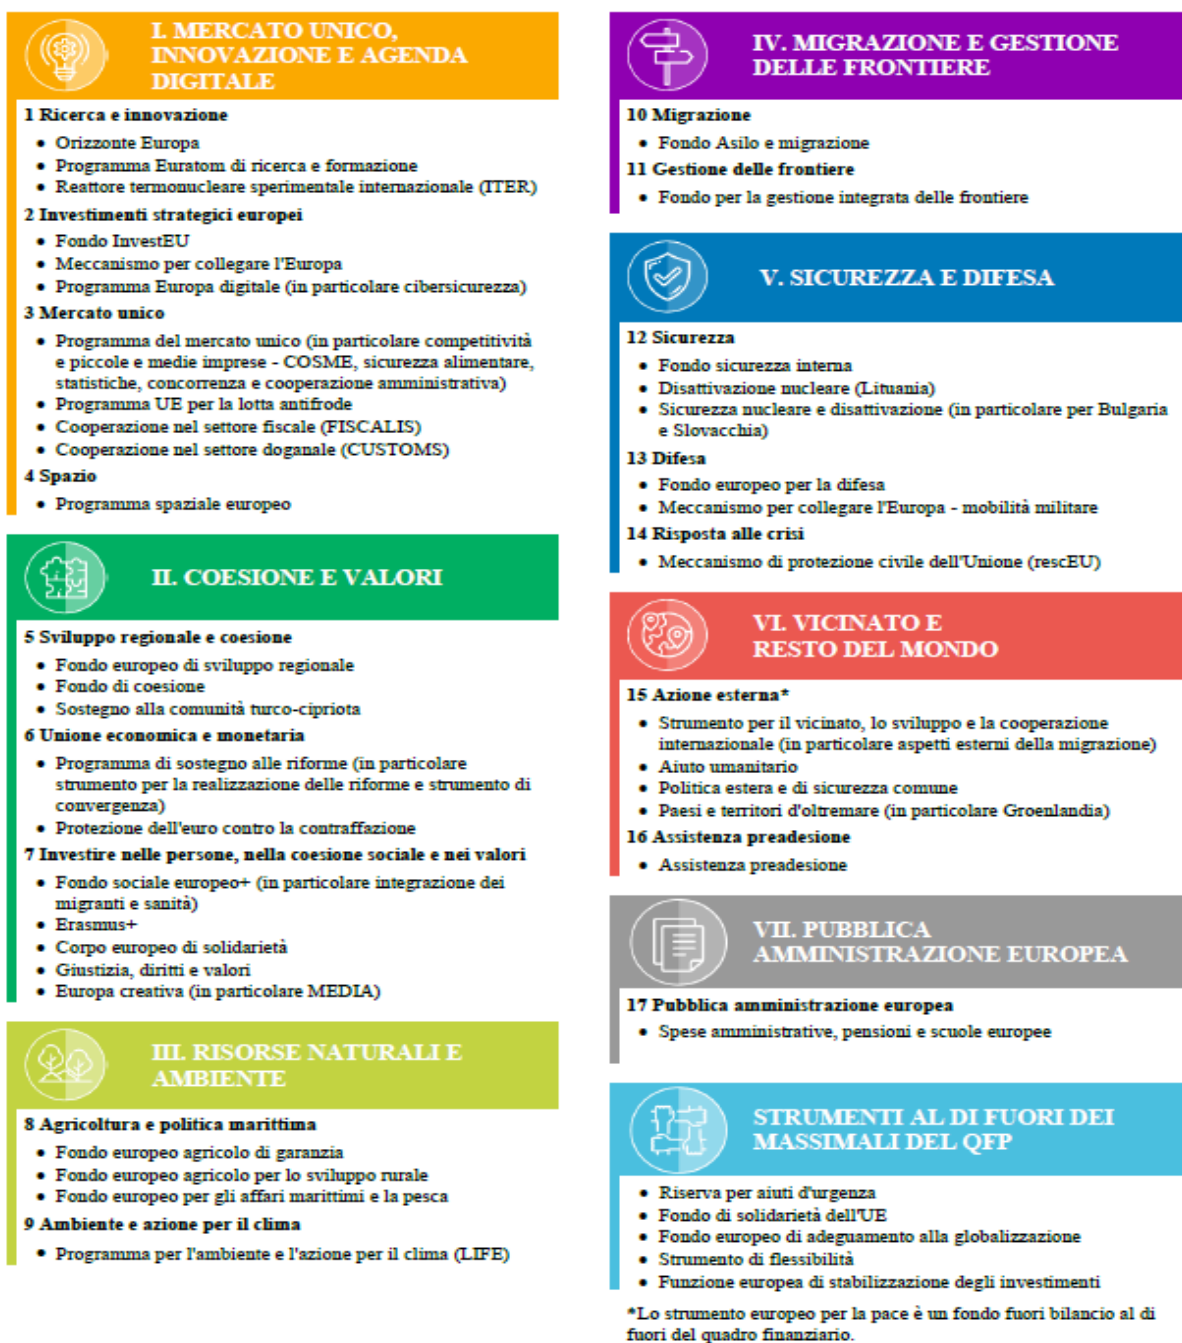 I. MERCATO UNICO,
INNOVAZIONE E AGENDA
DIGITALE
1 Ricerca e innovazione
• Orizzonte Europa
• Programma Euratom di ricerca e formazione
• Reattore termonucleare sperimentale internazionale (ITER)
2 Investimenti strategici europei
• Fondo InvestEU
• Meccanismo per collegare l'Europa
• Programma Europa digitale (in particolare cibersicurezza)
3 Mercato unico
• Programma del mercato unico (in particolare competitività
e piccole e medie imprese - COSME, sicurezza alimentare,
statistiche, concorrenza e cooperazione amministrativa)
• Programma UE per la lotta antifrode
• Cooperazione nel settore fiscale (FISCALIS)
• Cooperazione nel settore doganale (CUSTOMS)
4 Spazio
• Programma spaziale europeo
II. COESIONE E VALORI
5 Sviluppo regionale e coesione
• Fondo europeo di sviluppo regionale
• Fondo di coesione
• Sostegno alla comunità turco-cipriota
6 Unione economica e monetaria
• Programma di sostegno alle riforme (in particolare
strumento per la realizzazione delle riforme e strumento di
convergenza)
• Protezione dell'euro contro la contraffazione
7 Investire nelle persone, nella coesione sociale e nei valori
• Fondo sociale europeo+ (in particolare integrazione dei
migranti e sanità)
• Erasmus+
• Corpo europeo di solidarietà
• Giustizia, diritti e valori
• Europa creativa (in particolare MEDIA)
III. RISORSE NATURALI E
AMBIENTE
8 Agricoltura e politica marittima
• Fondo europeo agricolo di garanzia
• Fondo europeo agricolo per lo sviluppo rurale
• Fondo europeo per gli affari marittimi e la pesca
9 Ambiente e azione per il clima
• Programma per l'ambiente e l'azione per il clima (LIFE)
IV. MIGRAZIONE E GESTIONE
DELLE FRONTIERE
10 Migrazione
• Fondo Asilo e migrazione
11 Gestione delle frontiere
• Fondo per la gestione integrata delle frontiere
V. SICUREZZA E DIFESA
12 Sicurezza
• Fondo sicurezza interna
• Disattivazione nucleare (Lituania)
• Sicurezza nucleare e disattivazione (in particolare per Bulgaria
e Slovacchia)
13 Difesa
• Fondo europeo per la difesa
• Meccanismo per collegare l'Europa - mobilità militare
14 Risposta alle crisi
• Meccanismo di protezione civile dell'Unione (rescEU)
VI. VICINATO E
RESTO DEL MONDO
15 Azione esterna*
• Strumento per il vicinato, lo sviluppo e la cooperazione
internazionale (in particolare aspetti esterni della migrazione)
• Aiuto umanitario
• Politica estera e di sicurezza comune
• Paesi e territori d'oltremare (in particolare Groenlandia)
16 Assistenza preadesione
• Assistenza preadesione
VII. PUBBLICA
AMMINISTRAZIONE EUROPEA
17 Pubblica amministrazione europea
• Spese amministrative, pensioni e scuole europee
STRUMENTI AL DI FUORI DEI
MASSIMALI DEL QFP
• Riserva per aiuti d'urgenza
• Fondo di solidarietà dell'UE
• Fondo europeo di adeguamento alla globalizzazione
• Strumento di flessibilità
• Funzione europea di stabilizzazione degli investimenti
*Lo strumento europeo per la pace è un fondo fuori bilancio al di
fuori del quadro finanziario.